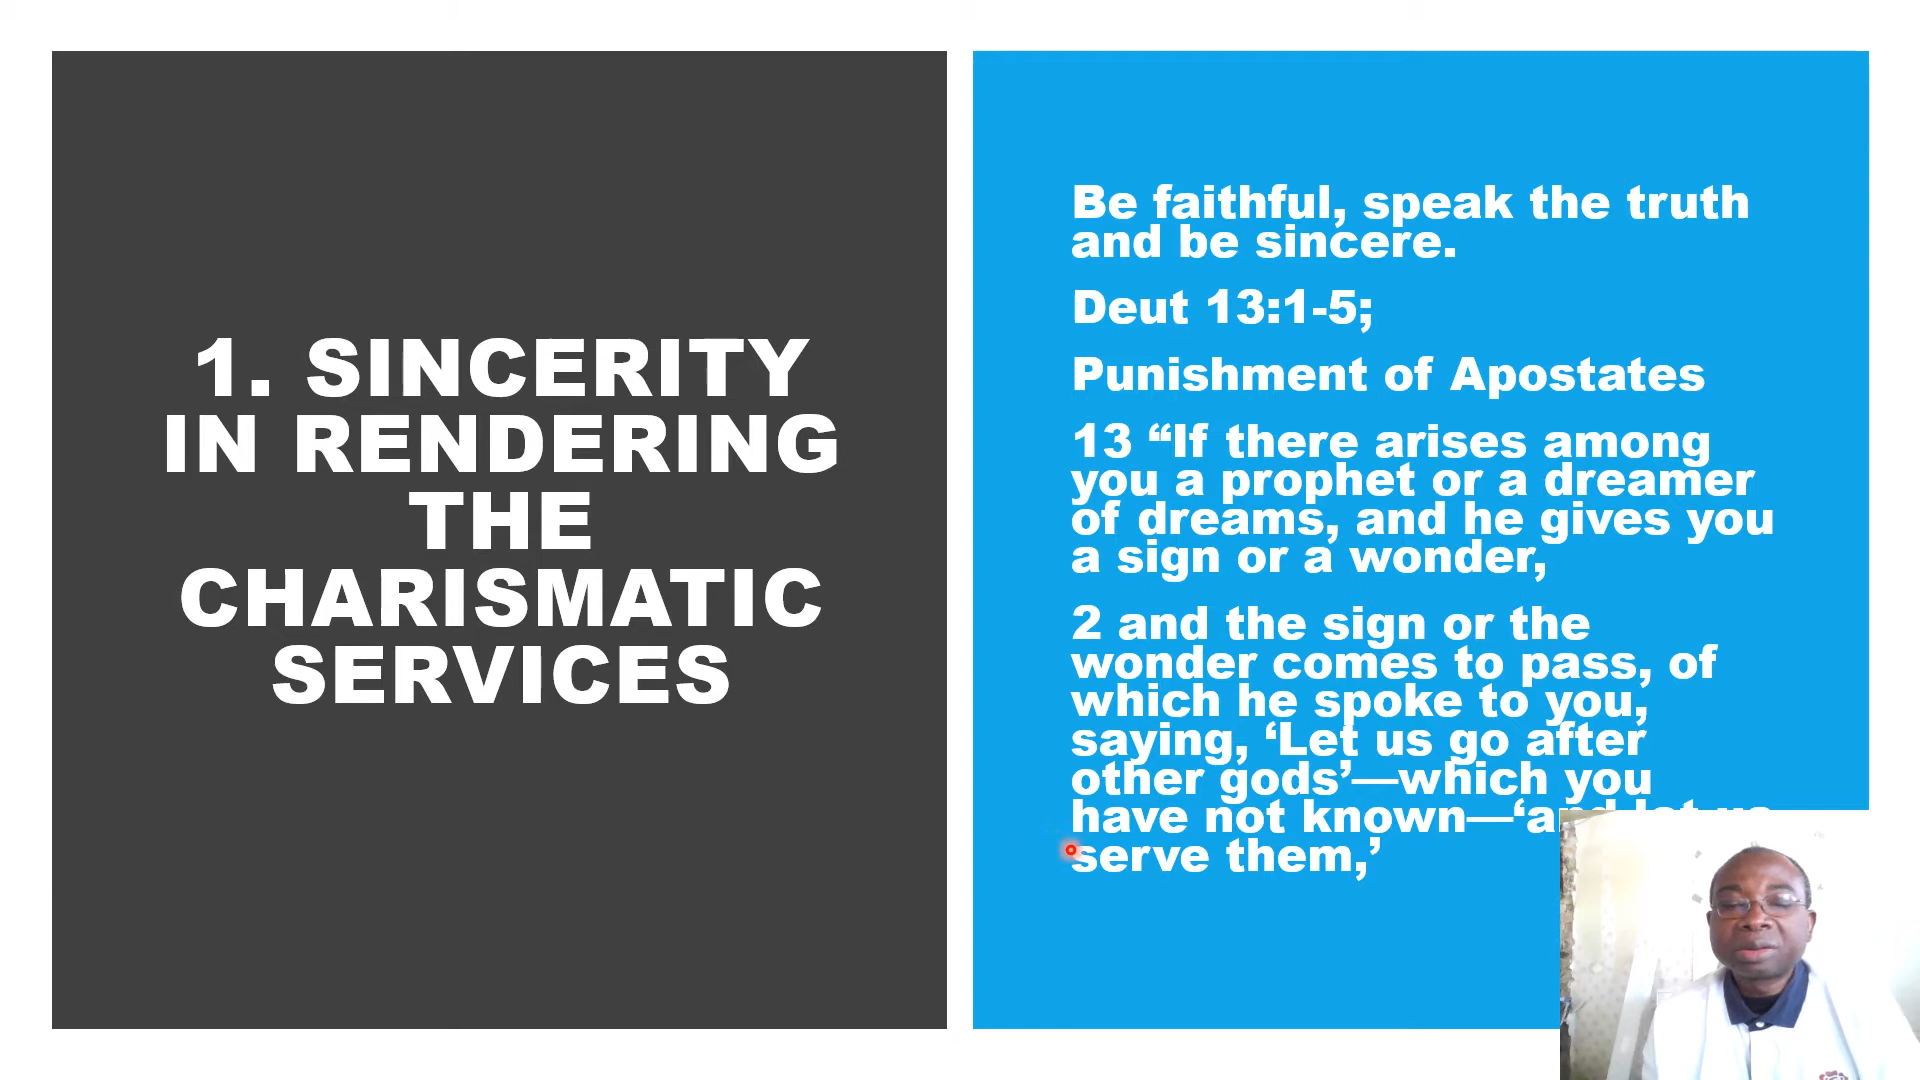 1. SINCERITY
IN RENDERING
THE
CHARISMATIC
SERVICES
Be faithful, speak the truth
and be sincere.
Deut 13:1-5;
Punishment of Apostates
13 “If there arises among
you a prophet or a dreamer
of dreams, and he gives you
a sign or a wonder,
2 and the sign or the
wonder comes to pass, of
which he spoke to you,
saying, ‘Let us go after
other gods’—which you
have not known—‘and let us
serve them,’